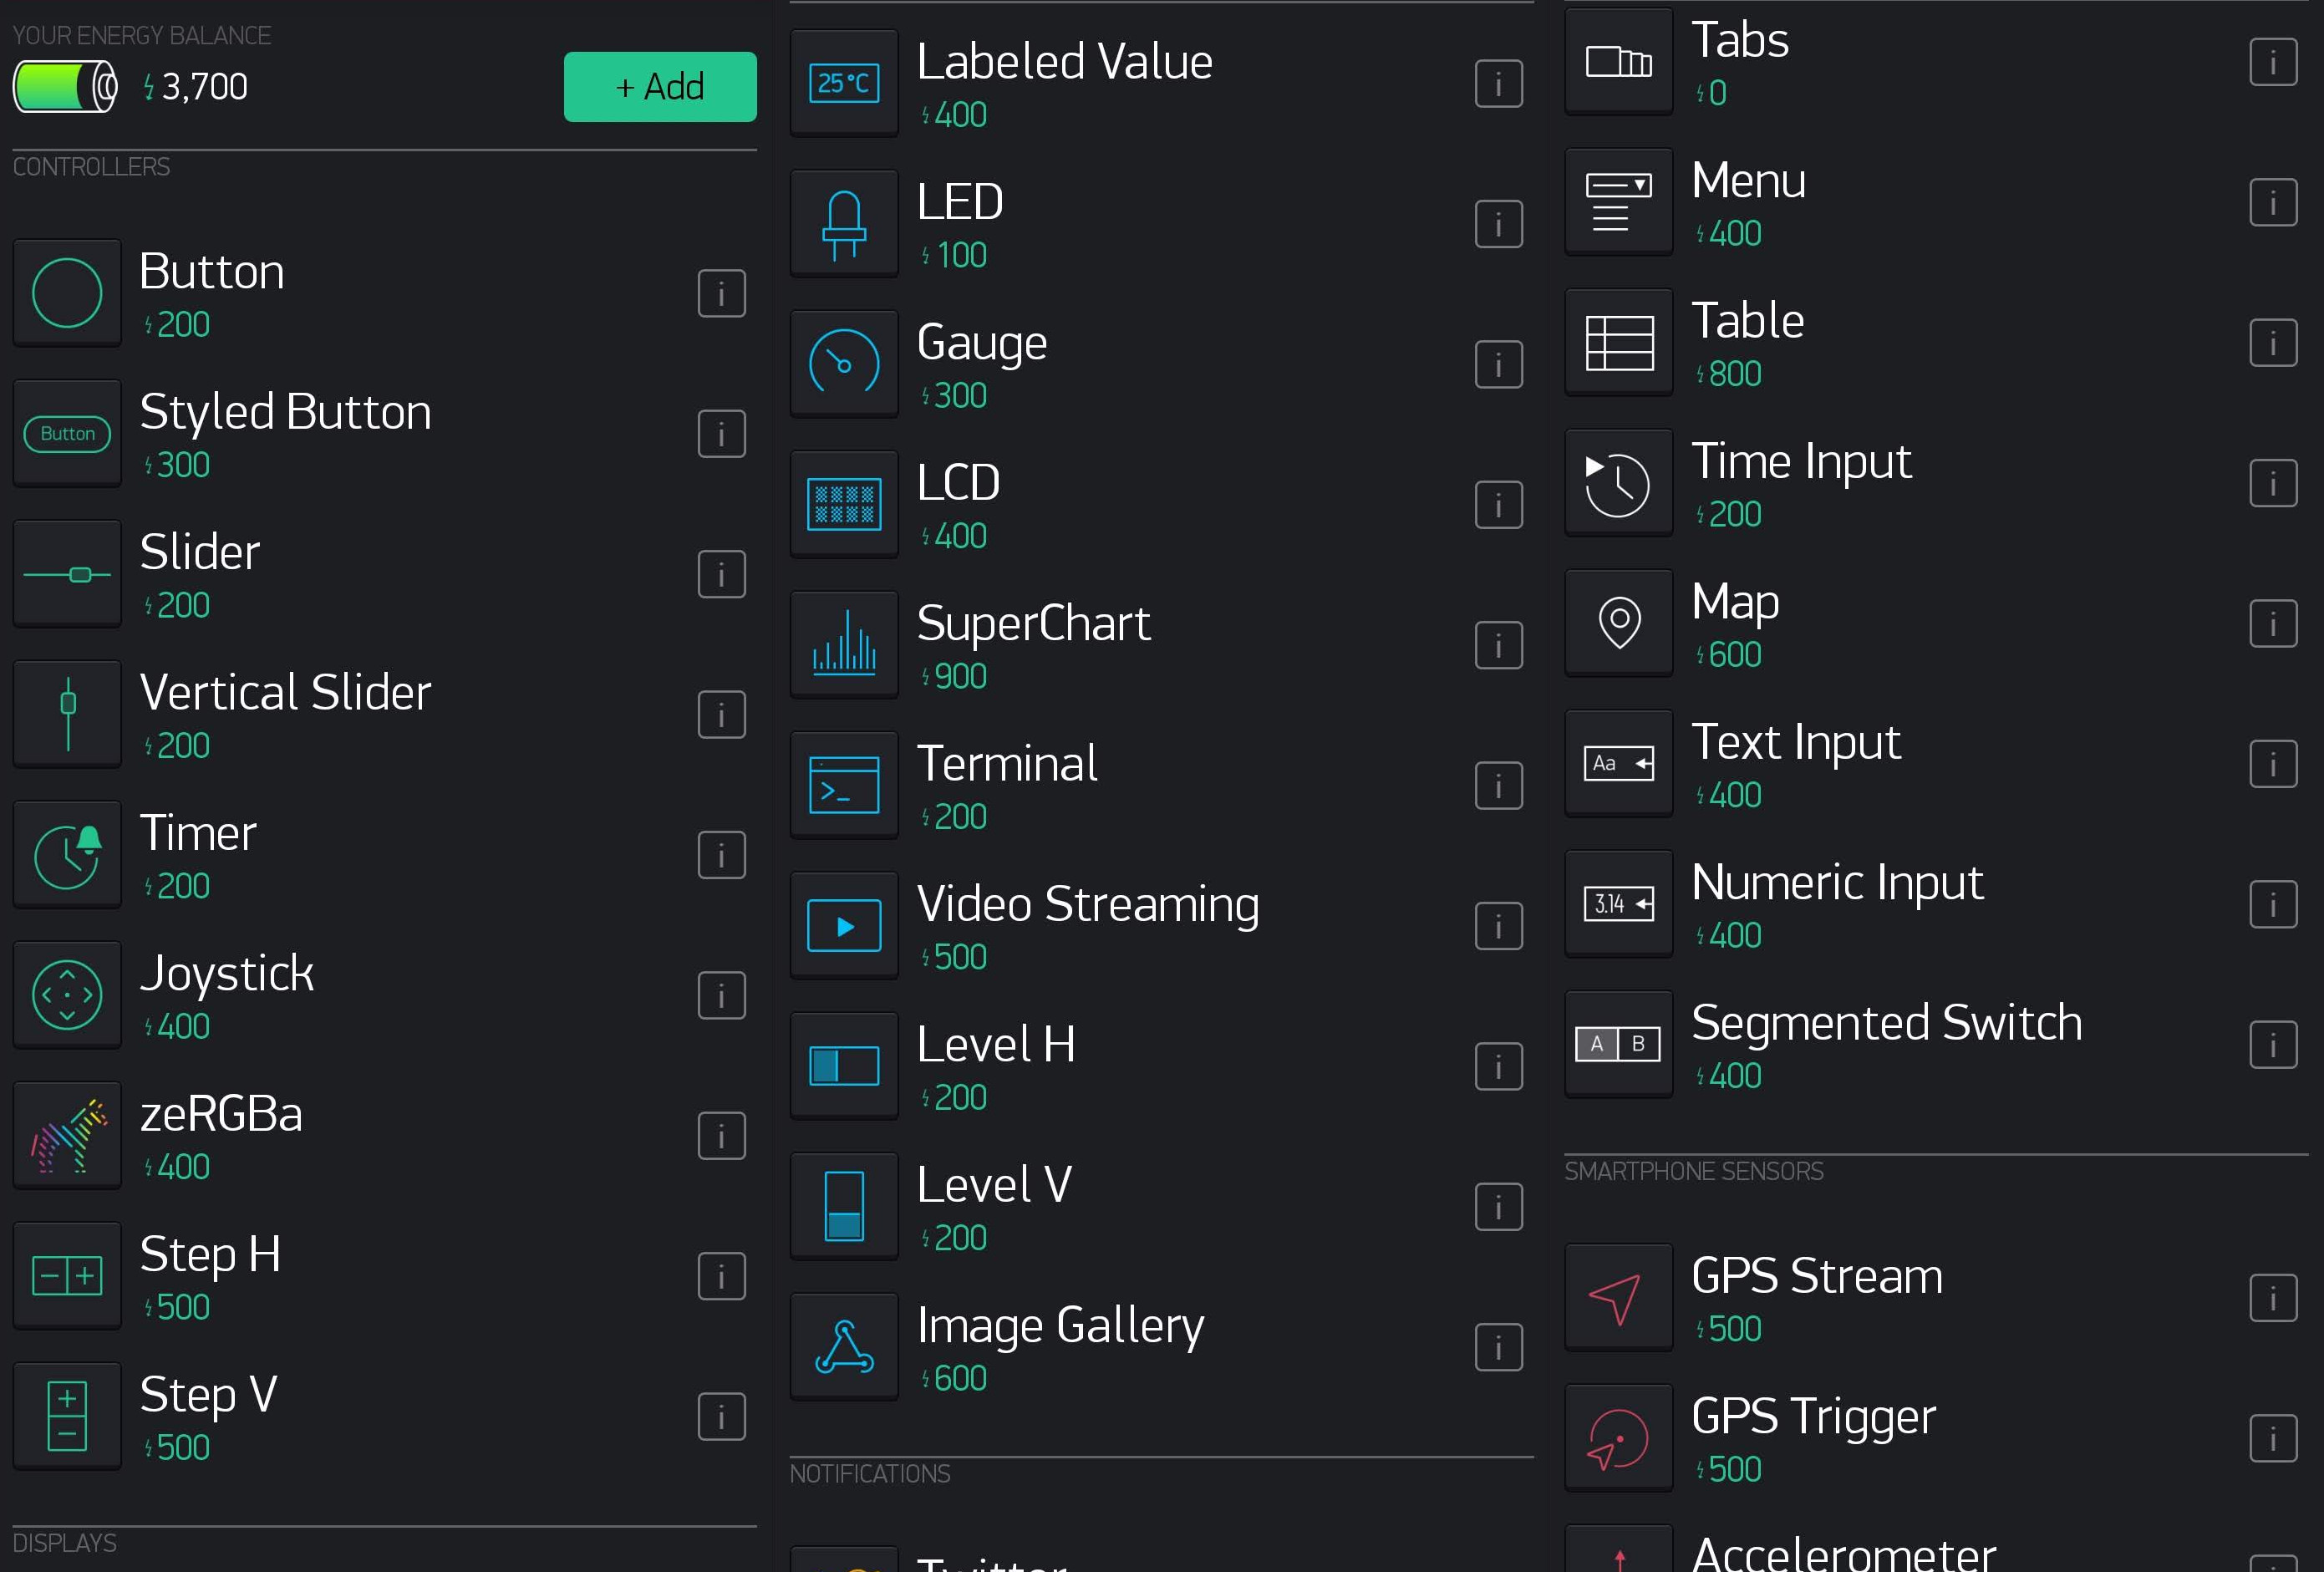 YOUR ENERGY BALANCE
3,700
+ Add
CONTROLLERS
Button
200
Button
Styled Button
300
Slider
200
Vertical Slider
200
Timer
200
Joystick
400
zeRGBa
400
Step H
500
Step V
500
DISPLAYS
25°C
Labeled Value
400
LED
100
Gauge
300
LCD
400
SuperChart
900
Terminal
200
Video Streaming
500
Level H
200
Level V
200
Image Gallery
600
NOTIFICATIONS
Twitter
Tabs
0
Menu
400
Table
800
Time Input
200
Map
600
Aa
Text Input
400
3.14
Numeric Input
400
A B
Segmented Switch
400
SMARTPHONE SENSORS
GPS Stream
500
GPS Trigger
500
Accelerometer